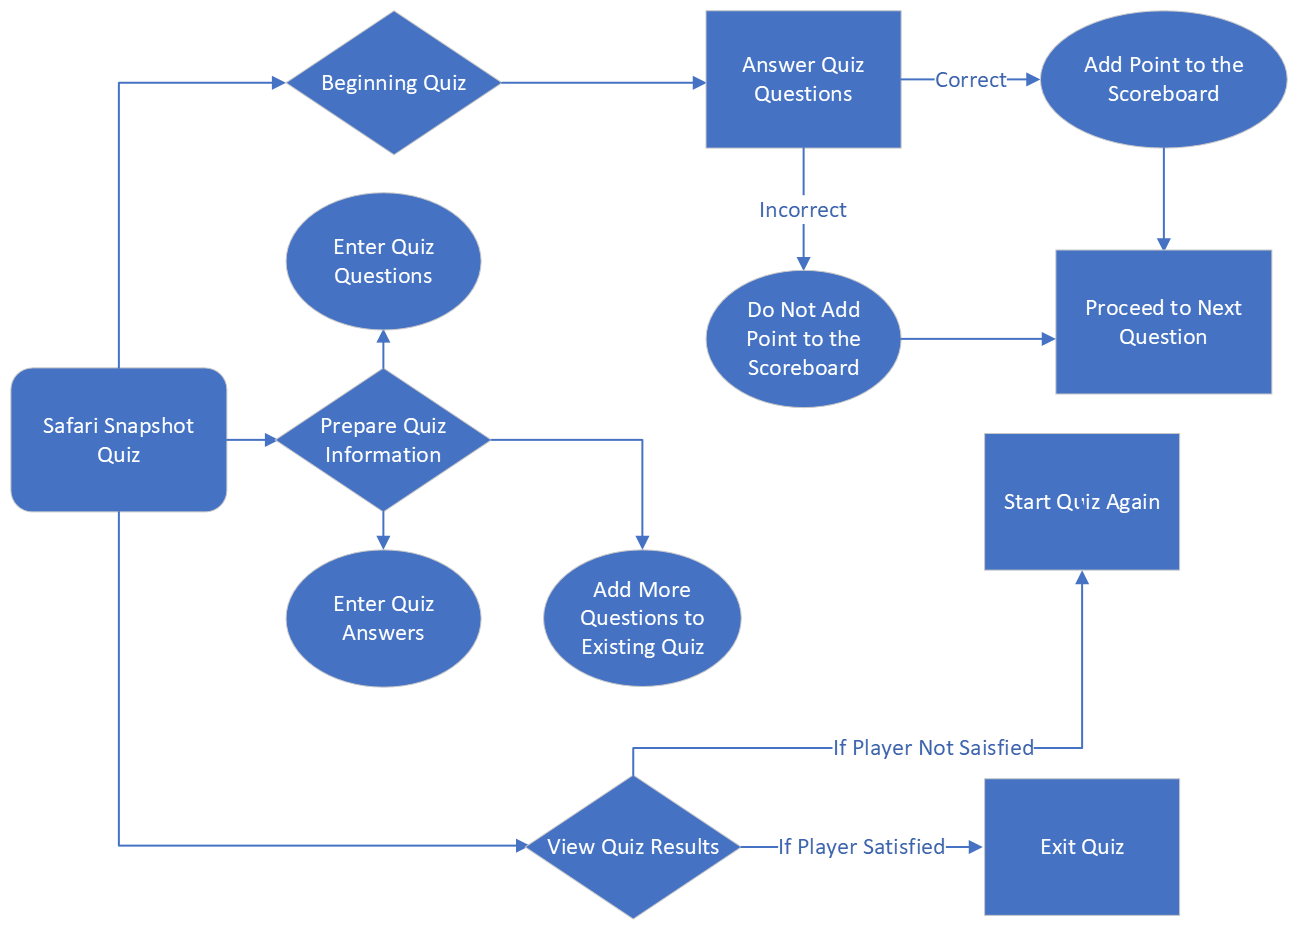 Beginning Quiz
Answer Quiz
Questions
Correct
Add Point to the
Scoreboard
Incorrect
Enter Quiz
Questions
Do Not Add
Point to the
Scoreboard
Proceed to Next
Question
Safari Snapshot
Quiz
Prepare Quiz
Information
Start Quiz Again
Enter Quiz
Answers
Add More
Questions to
Existing Quiz
If Player Not Saisfied
View Quiz Results
If Player Satisfied
Exit Quiz